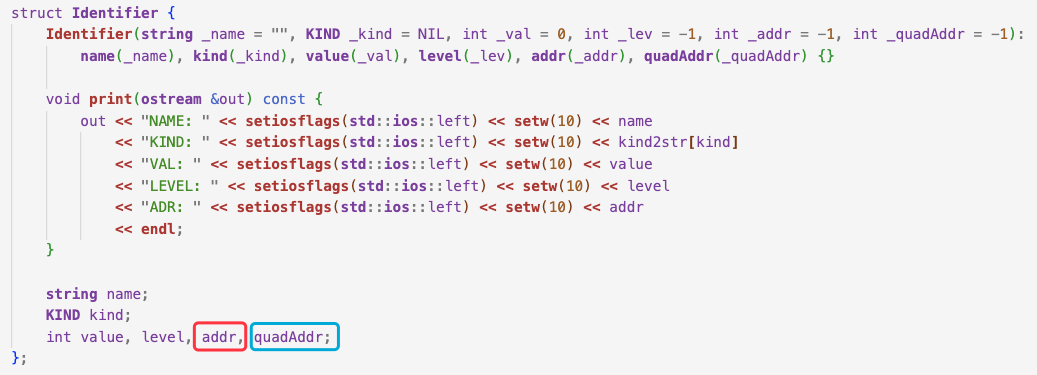 struct Identifier {
Identifier(string _name = "", KIND _kind = NIL, int _val = 0, int _lev = -1, int _addr = -1, int _quadAddr = -1):
name(_name), kind(_kind), value(_val), level(_lev), addr(_addr), quadAddr(_quadAddr) {}
void print(ostream &out) const {
out << "NAME: " << setiosflags(std::ios::left) << setw(10) << name
<< "KIND: " << setiosflags(std::ios::left) << setw(10) << kind2str[kind]
<< "VAL: " << setiosflags(std::ios::left) << setw(10) << value
<< "LEVEL: " << setiosflags(std::ios::left) << setw(10) << level
<< "ADR: " << setiosflags(std::ios::left) << setw(10) << addr
<< endl;
}
string name;
KIND kind;
int value, level, addr, quadAddr;
};